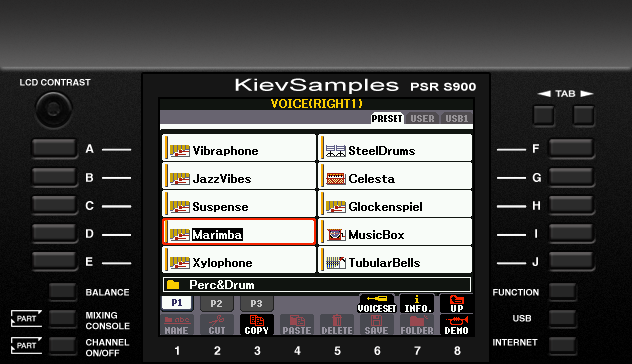 LCD CONTRAST
KievSamples PSR S900
TAB
VOICE(RIGHT1)
PRESET USER USB1
A
B
C
D
E
Vibraphone
JazzVibes
Suspense
Marimba
Xylophone
SteelDrums
Celesta
Glockenspiel
MusicBox
TubularBells
F
G
H
I
J
Perc&Drum
P1 P2 P3
VOICESET INFO. UP
NAME CUT COPY PASTE DELETE SAVE FOLDER DEMO
1 2 3 4 5 6 7 8
BALANCE
PART MIXING
CONSOLE
PART CHANNEL
ON/OFF
FUNCTION
USB
INTERNET